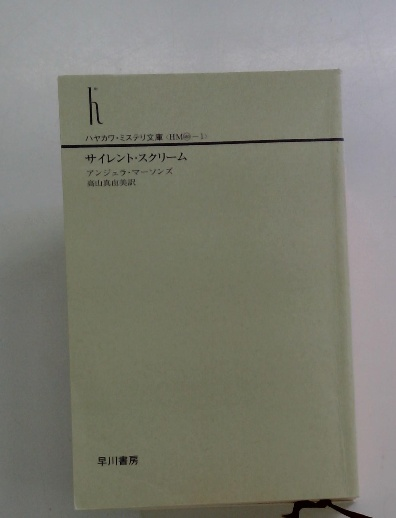 h
ハヤカワ・ミステリ文庫
サイレント・スクリーム
アンジェラ・マーソンズ
高山真由美訳
早川書房